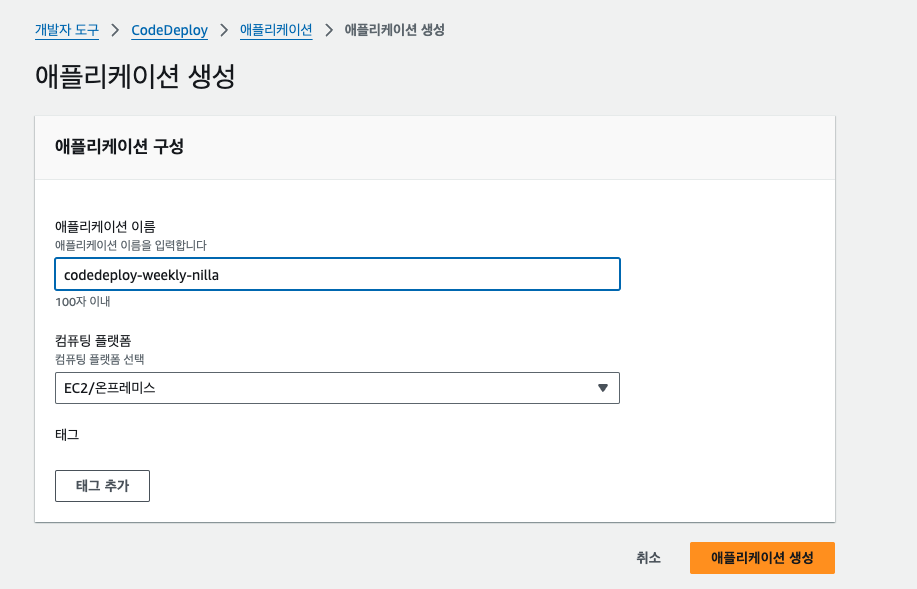 개발자 도구 > CodeDeploy > 애플리케이션 > 애플리케이션 생성
애플리케이션 생성
애플리케이션 구성
애플리케이션 이름
애플리케이션 이름을 입력합니다
codedeploy-weekly-nilla
100자 이내
컴퓨팅 플랫폼
컴퓨팅 플랫폼 선택
EC2/온프레미스
태그
태그 추가
취소 애플리케이션 생성